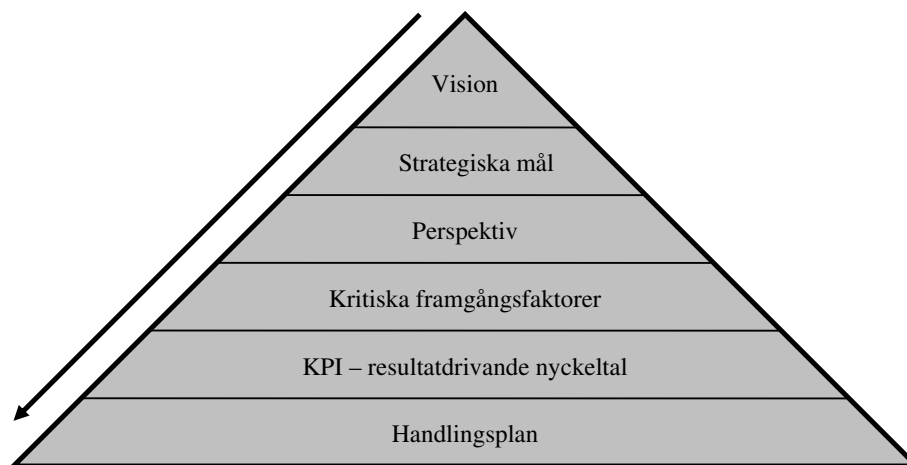 Vision
Strategiska mål
Perspektiv
Kritiska framgångsfaktorer
KPI – resultatdrivande nyckeltal
Handlingsplan